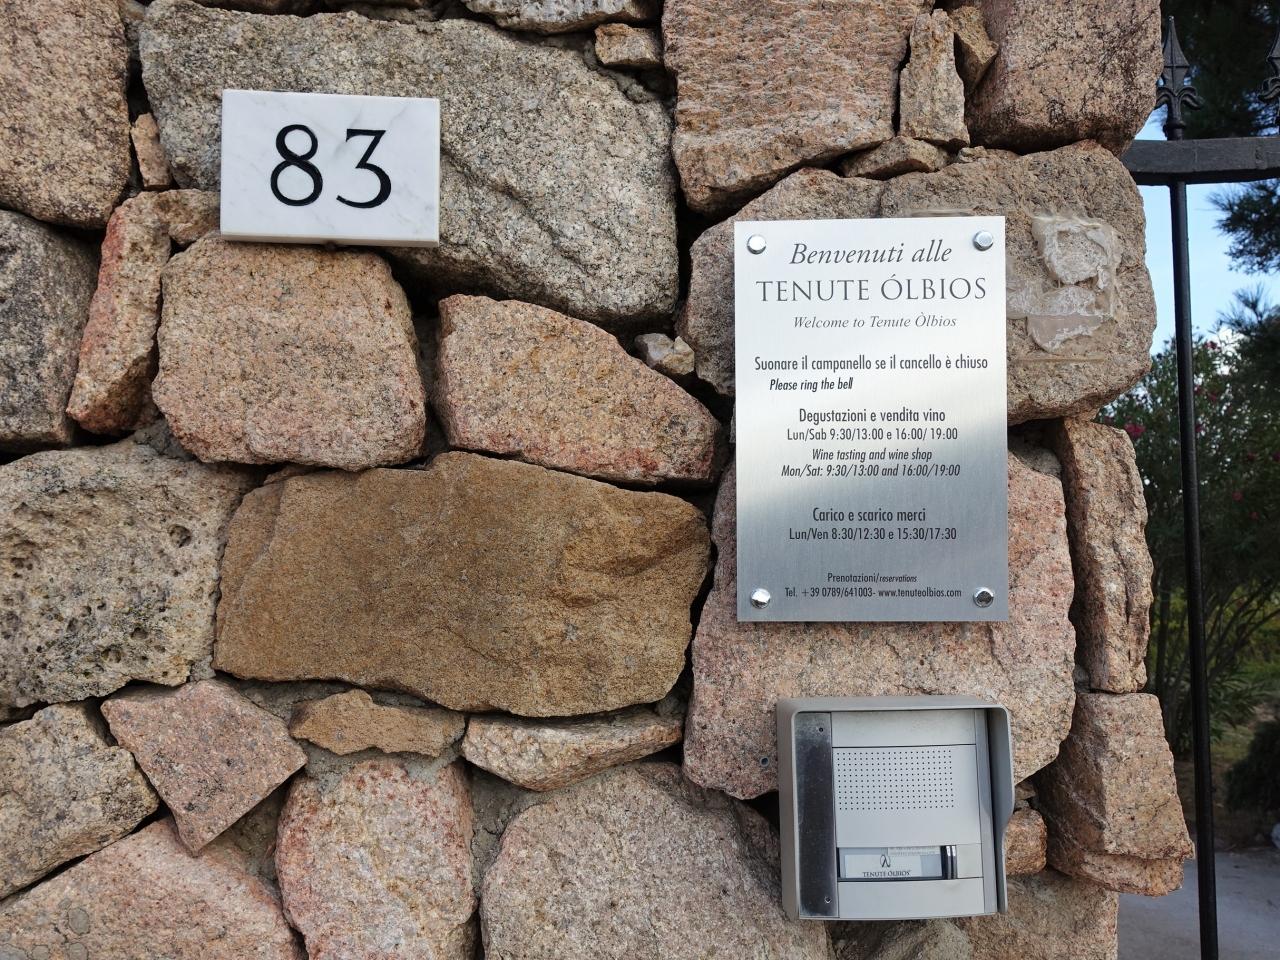 83
Benvenuti alle
TENUTE ÓLBIOS
Welcome to Tenute Òlbios
Suonare il campanello se il cancello è chiuso
Please ring the bell
Degustazioni e vendita vino
Lun/Sab 9:30/13:00 e 16:00/ 19:00
Wine tasting and wine shop
Mon/Sat: 9:30/13:00 and 16:00/19:00
Carico e scarico merci
Lun/Ven 8:30/12:30 e 15:30/17:30
Prenotazioni/reservations
Tel. +39 0789/641003- www.tenuteolbios.com
TENUTE ÓLBIOS